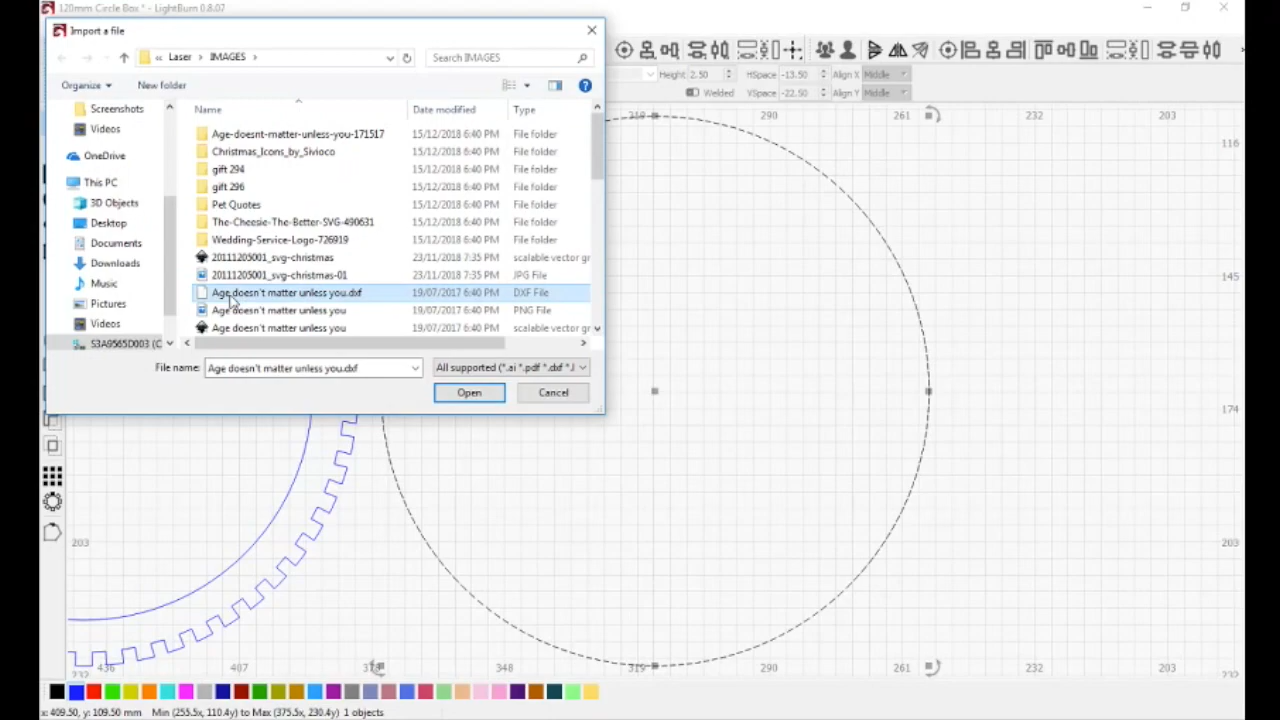 120mm Circle Box * - LightBurn 0.8.07
Import a file
« Laser › IMAGES ›
Search IMAGES
Organize
New folder
Height 2.50
HSpace -13.50
Align X Middle
Welded
VSpace -22.50
Align Y Middle
Screenshots
Videos
OneDrive
This PC
3D Objects
Desktop
Documents
Downloads
Music
Pictures
Videos
S3A9565D003 (C
Name Date modified Type
Age-doesnt-matter-unless-you-171517 15/12/2018 6:40 PM File folder
Christmas_Icons_by_Sivioco 15/12/2018 6:40 PM File folder
gift 294 15/12/2018 6:40 PM File folder
gift 296 15/12/2018 6:40 PM File folder
Pet Quotes 15/12/2018 6:40 PM File folder
The-Cheesie-The-Better-SVG-490631 15/12/2018 6:40 PM File folder
Wedding-Service-Logo-726919 15/12/2018 6:40 PM File folder
20111205001_svg-christmas 23/11/2018 7:35 PM scalable vector gr
20111205001_svg-christmas-01 23/11/2018 7:35 PM JPG File
Age doesn't matter unless you.dxf 19/07/2017 6:40 PM DXF File
Age doesn't matter unless you 19/07/2017 6:40 PM PNG File
Age doesn't matter unless you 19/07/2017 6:40 PM scalable vector gr
File name: Age doesn't matter unless you.dxf
All supported (*.ai *.pdf *.dxf *.l
Open
Cancel
319 290 261 232 203
116
145
174
203 203
232 436 407 348 319 290 261 232 203 232
x: 409.50, y: 109.50 mm Min (255.5x, 110.4y) to Max (375.5x, 230.4y) 1 objects